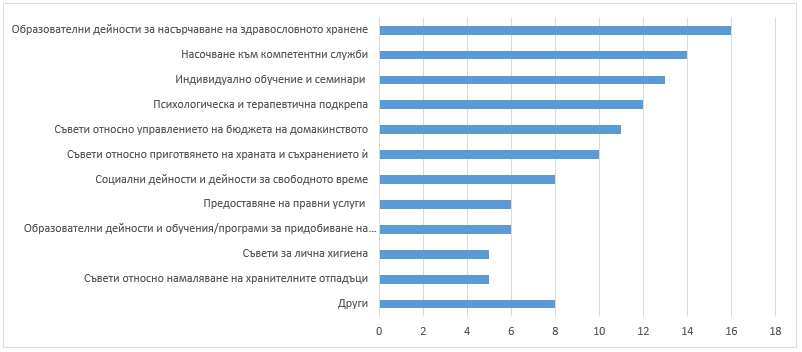 Образователни дейности за насърчаване на здравословното хранене
Насочване към компетентни служби
Индивидуално обучение и семинари
Психологическа и терапевтична подкрепа
Съвети относно управлението на бюджета на домакинството
Съвети относно приготвянето на храната и съхранението ѝ
Социални дейности и дейности за свободното време
Предоставяне на правни услуги
Образователни дейности и обучения/програми за придобиване на...
Съвети за лична хигиена
Съвети относно намаляване на хранителните отпадъци
Други
0 2 4 6 8 10 12 14 16 18